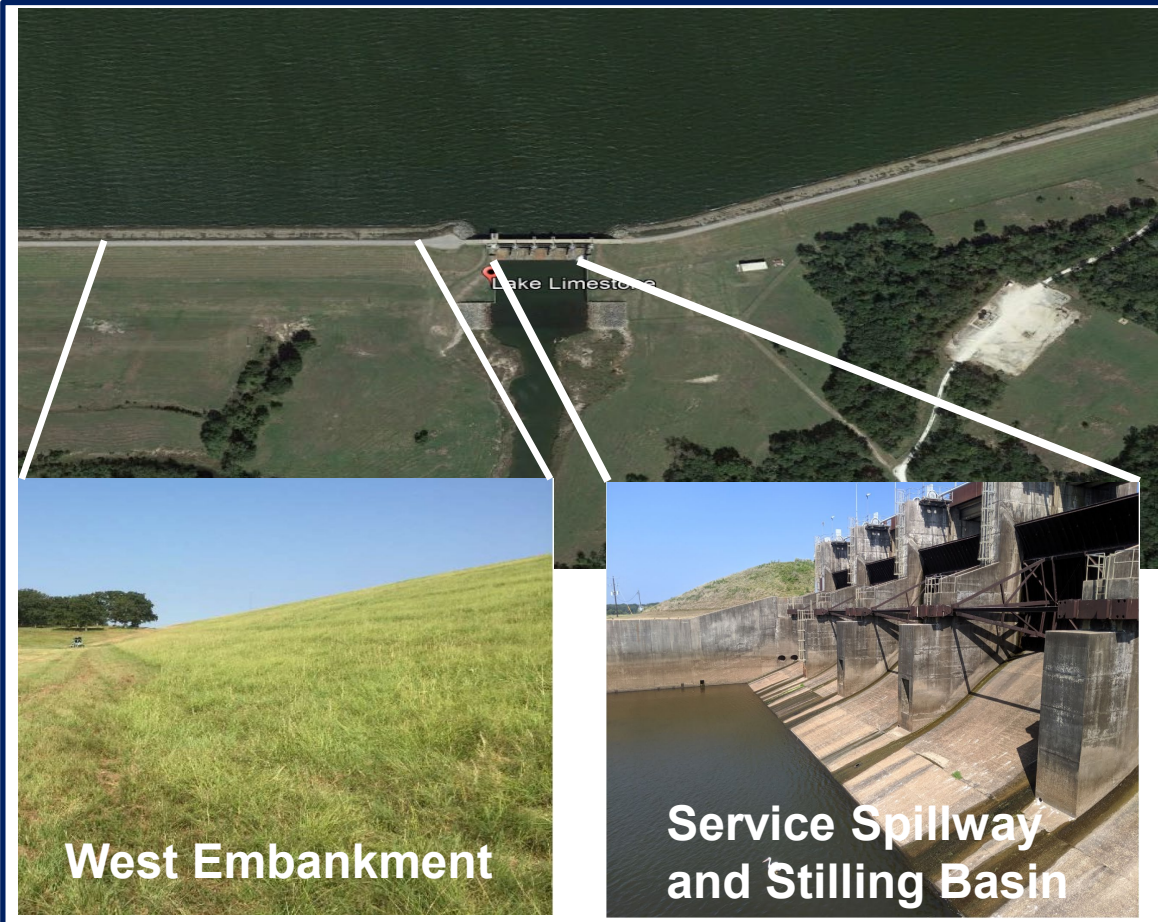 Lake Limestone
West Embankment
Service Spillway
and Stilling Basin